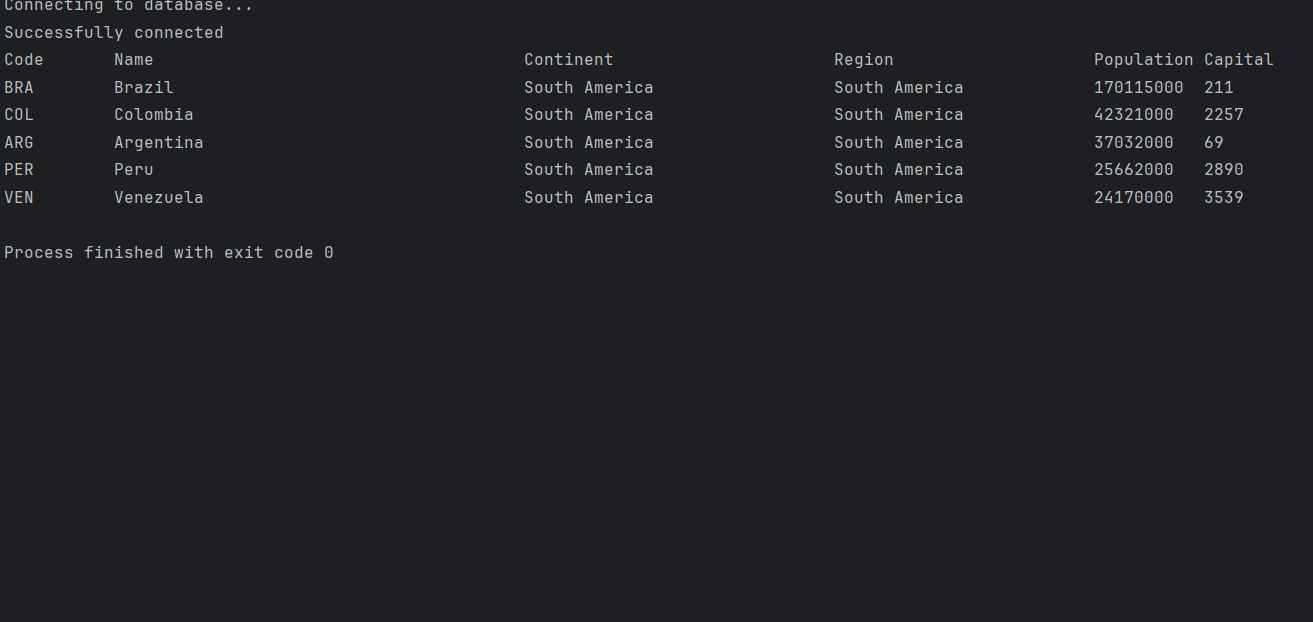 Connecting to database...
Successfully connected
Code       Name                                     Continent                      Region                    Population Capital
BRA        Brazil                                   South America                  South America             170115000  211
COL        Colombia                                 South America                  South America             42321000   2257
ARG        Argentina                                South America                  South America             37032000   69
PER        Peru                                     South America                  South America             25662000   2890
VEN        Venezuela                                South America                  South America             24170000   3539
Process finished with exit code 0